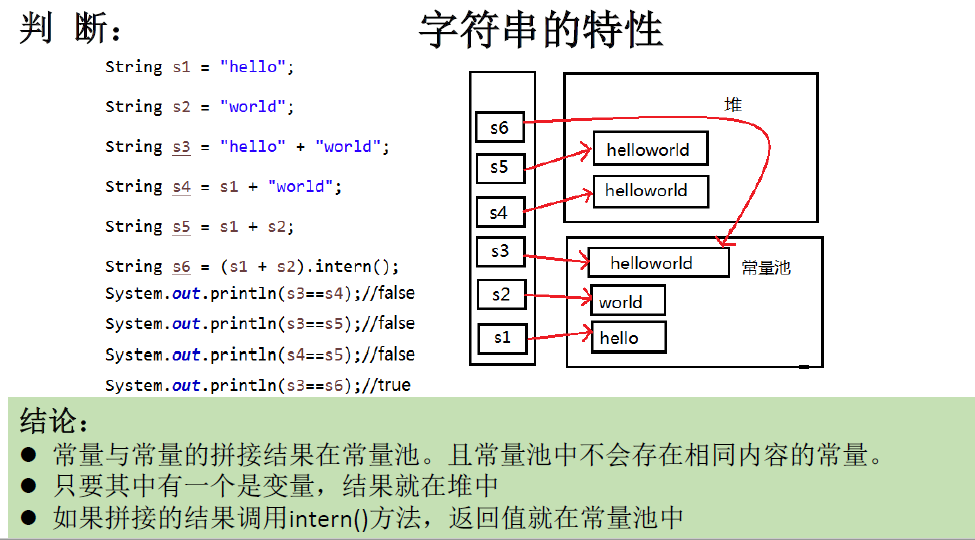 判 断：
字符串的特性
String s1 = "hello";
String s2 = "world";
String s3 = "hello" + "world";
String s4 = s1 + "world";
String s5 = s1 + s2;
String s6 = (s1 + s2).intern();
System.out.println(s3==s4);//false
System.out.println(s3==s5);//false
System.out.println(s4==s5);//false
System.out.println(s3==s6);//true
堆
s6
s5
helloworld
s4
helloworld
s3
helloworld
常量池
s2
world
s1
hello
结论：
● 常量与常量的拼接结果在常量池。且常量池中不会存在相同内容的常量。
● 只要其中有一个是变量，结果就在堆中
● 如果拼接的结果调用intern()方法，返回值就在常量池中